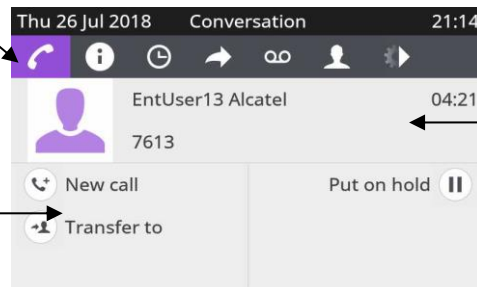 Thu 26 Jul 2018 Conversation 21:14
EntUser13 Alcatel 04:21
7613
New call Put on hold
Transfer to